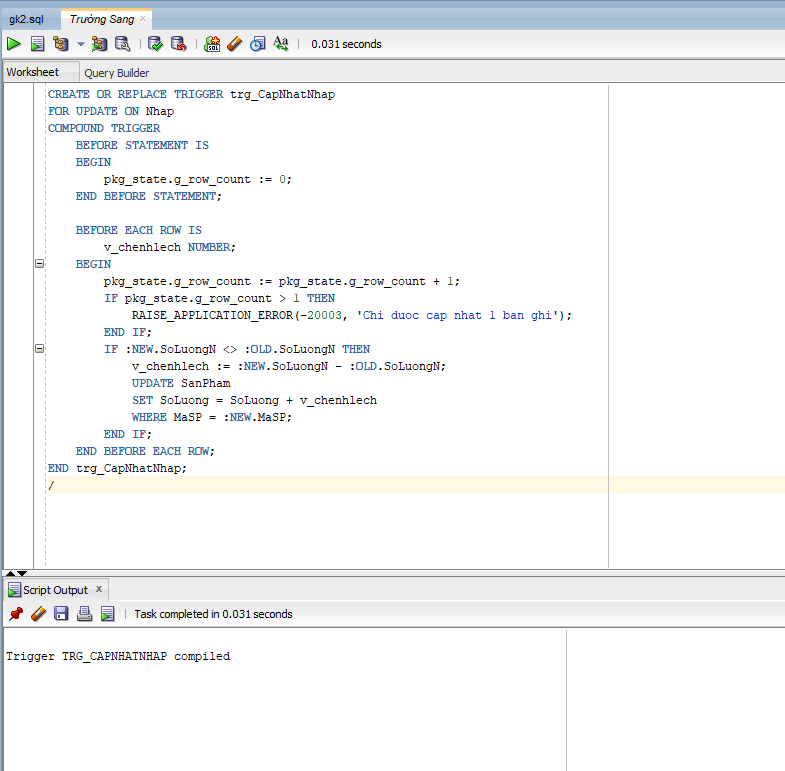 gk2.sql Trường Sang
0.031 seconds
Worksheet Query Builder
CREATE OR REPLACE TRIGGER trg_CapNhatNhap
FOR UPDATE ON Nhap
COMPOUND TRIGGER
    BEFORE STATEMENT IS
    BEGIN
        pkg_state.g_row_count := 0;
    END BEFORE STATEMENT;

    BEFORE EACH ROW IS
        v_chenhlech NUMBER;
    BEGIN
        pkg_state.g_row_count := pkg_state.g_row_count + 1;
        IF pkg_state.g_row_count > 1 THEN
            RAISE_APPLICATION_ERROR(-20003, 'Chi duoc cap nhat 1 ban ghi');
        END IF;
        IF :NEW.SoLuongN <> :OLD.SoLuongN THEN
            v_chenhlech := :NEW.SoLuongN - :OLD.SoLuongN;
            UPDATE SanPham
            SET SoLuong = SoLuong + v_chenhlech
            WHERE MaSP = :NEW.MaSP;
        END IF;
    END BEFORE EACH ROW;
END trg_CapNhatNhap;
/
Script Output x
Task completed in 0.031 seconds
Trigger TRG_CAPNHATNHAP compiled